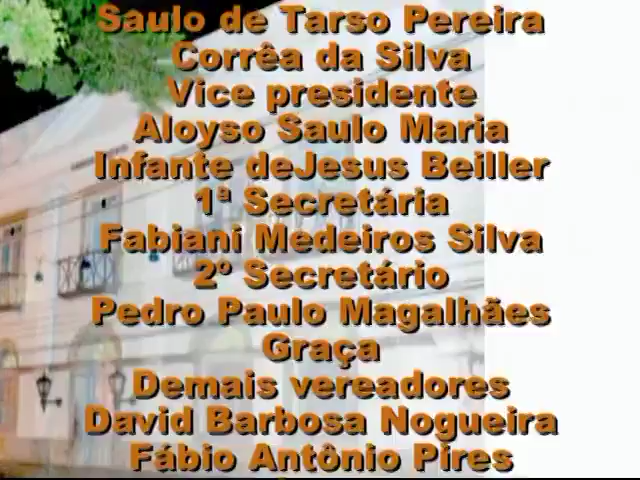 Saulo de Tarso Pereira
Corrêa da Silva
Vice presidente
Aloyso Saulo Maria
Infante deJesus Beiller
1ª Secretária
Fabiani Medeiros Silva
2º Secretário
Pedro Paulo Magalhães
Graça
Demais vereadores
David Barbosa Nogueira
Fábio Antônio Pires